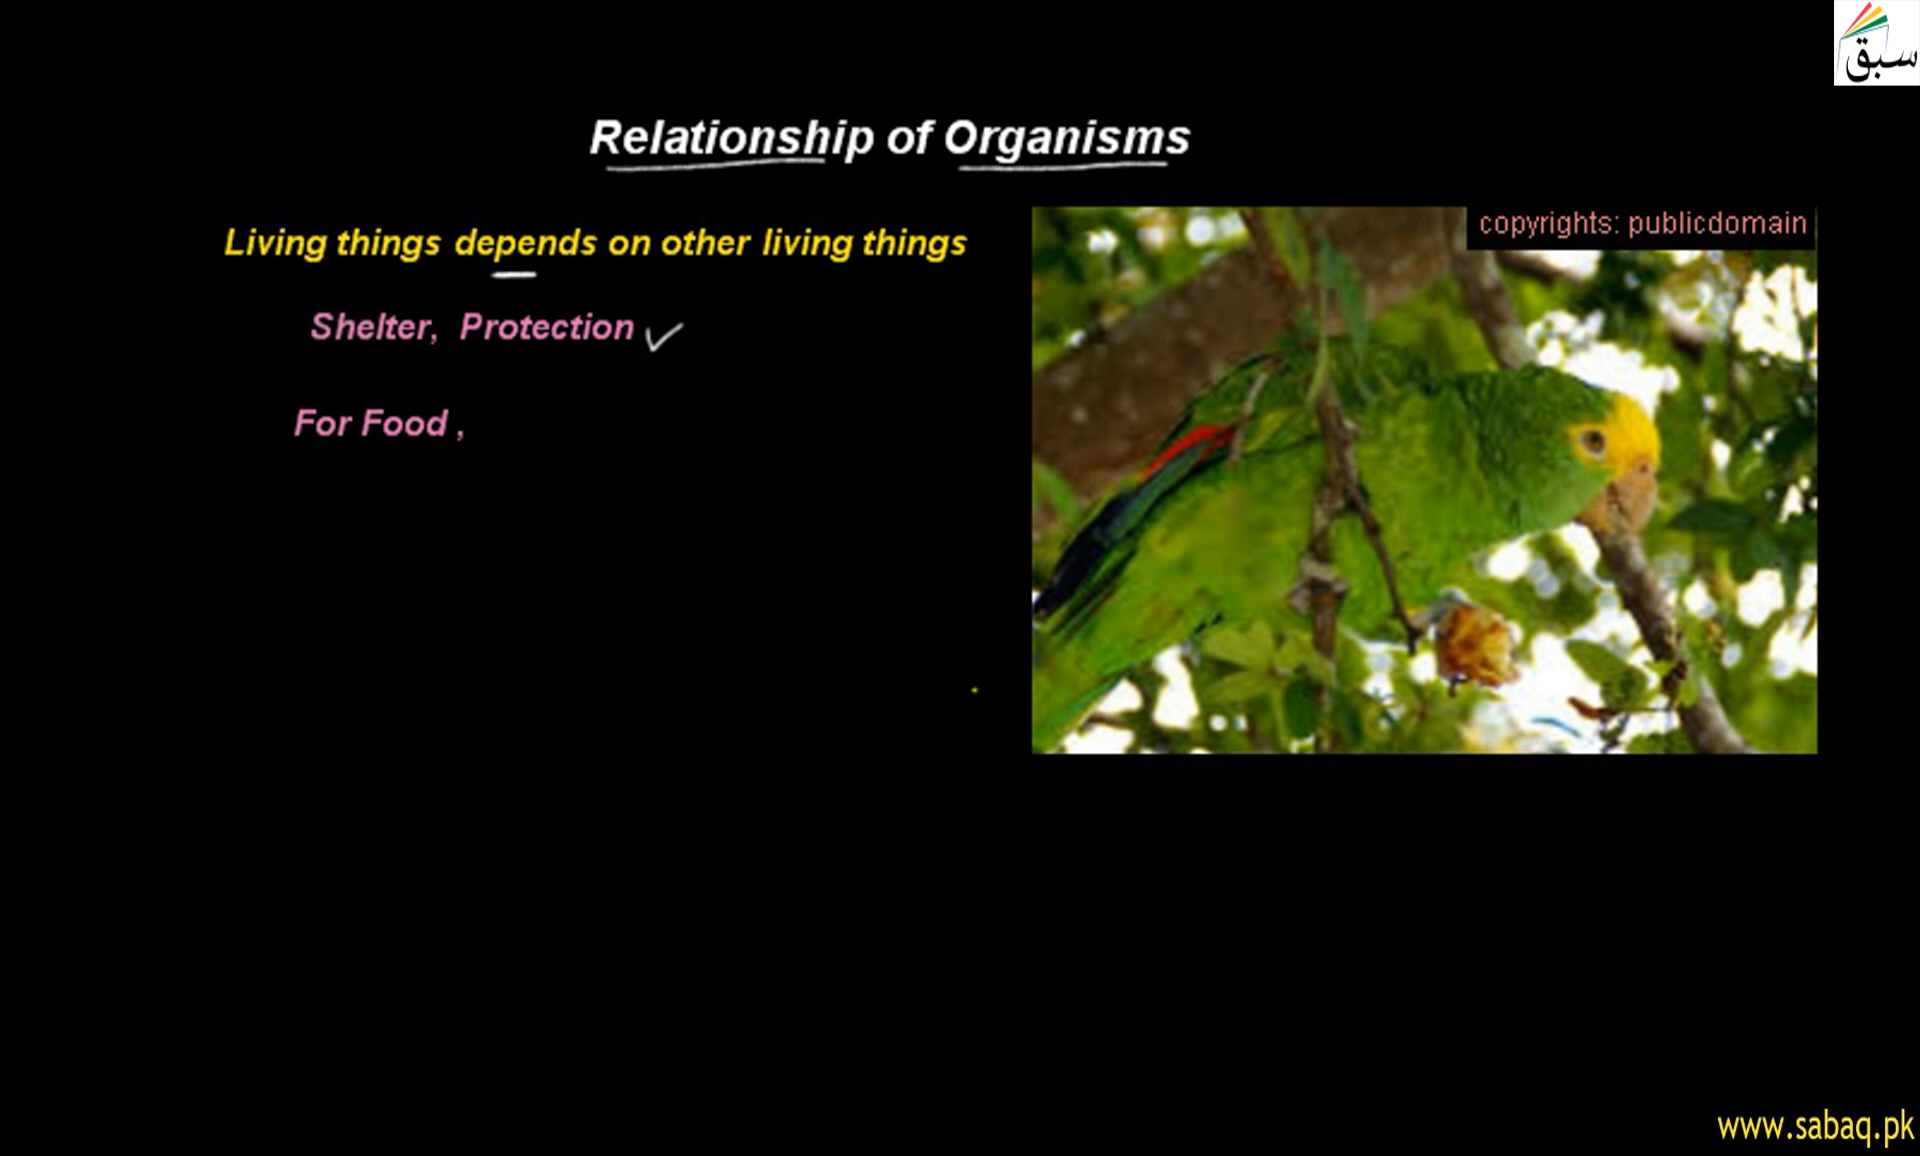 سبق
Relationship of Organisms
Living things depends on other living things
copyrights: publicdomain
Shelter, Protection
For Food ,
www.sabaq.pk